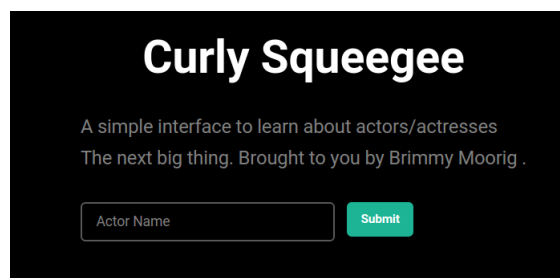 Curly Squeegee
A simple interface to learn about actors/actresses
The next big thing. Brought to you by Brimmy Moorig .
Actor Name
Submit